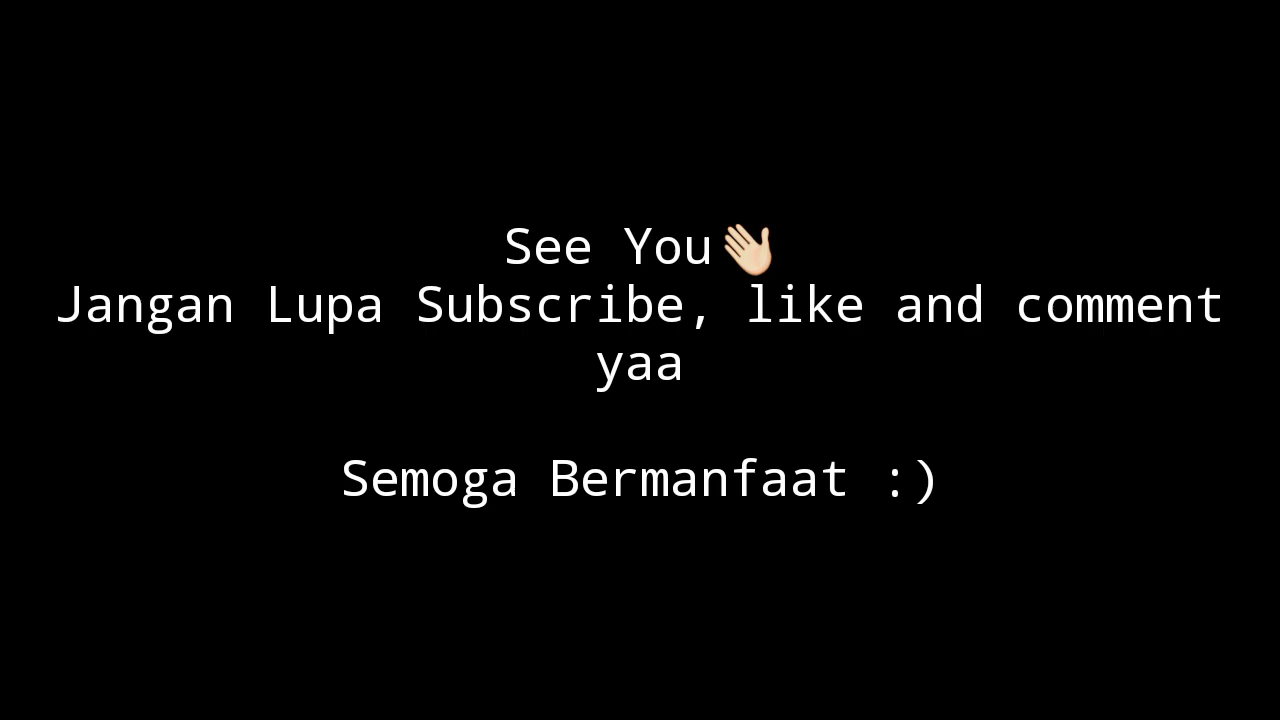 See You👋🏼
Jangan Lupa Subscribe, like and comment
yaa
Semoga Bermanfaat :)